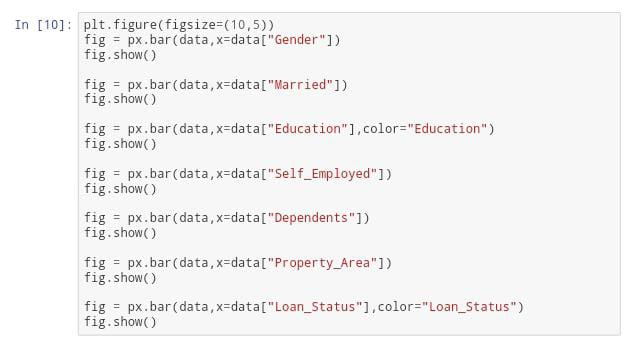 In [10]: plt.figure(figsize=(10,5))
fig = px.bar(data,x=data["Gender"])
fig.show()
fig = px.bar(data,x=data["Married"])
fig.show()
fig = px.bar(data,x=data["Education"],color="Education")
fig.show()
fig = px.bar(data,x=data["Self_Employed"])
fig.show()
fig = px.bar(data,x=data["Dependents"])
fig.show()
fig = px.bar(data,x=data["Property_Area"])
fig.show()
fig = px.bar(data,x=data["Loan_Status"],color="Loan_Status")
fig.show()